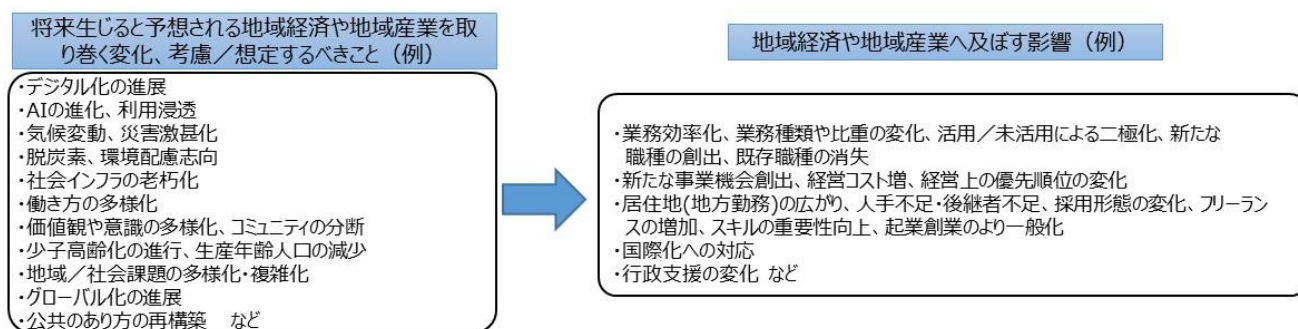 将来生じると予想される地域経済や地域産業を取
り巻く変化、考慮／想定するべきこと（例）
・デジタル化の進展
・AIの進化、利用浸透
・気候変動、災害激甚化
・脱炭素、環境配慮志向
・社会インフラの老朽化
・働き方の多様化
・価値観や意識の多様化、コミュニティの分断
・少子高齢化の進行、生産年齢人口の減少
・地域／社会課題の多様化・複雑化
・グローバル化の進展
・公共のあり方の再構築　など
地域経済や地域産業へ及ぼす影響（例）
・業務効率化、業務種類や比重の変化、活用／未活用による二極化、新たな
職種の創出、既存職種の消失
・新たな事業機会創出、経営コスト増、経営上の優先順位の変化
・居住地(地方勤務)の広がり、人手不足・後継者不足、採用形態の変化、フリーラン
スの増加、スキルの重要性向上、起業創業のより一般化
・国際化への対応
・行政支援の変化 など